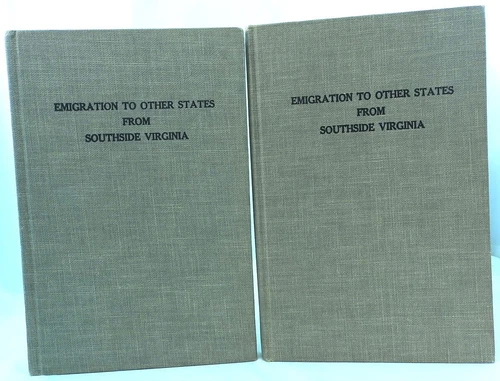 EMIGRATION TO OTHER STATES
FROM
SOUTHSIDE VIRGINIA
EMIGRATION TO OTHER STATES
FROM
SOUTHSIDE VIRGINIA